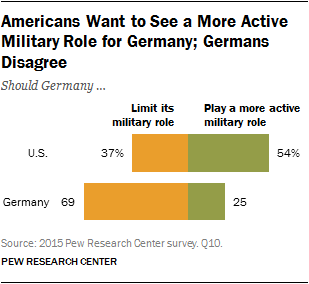 Americans Want to See a More Active
Military Role for Germany; Germans
Disagree
Should Germany ...
Limit its
military role
Play a more active
military role
U.S. 37% 54%
Germany 69 25
Source: 2015 Pew Research Center survey. Q10.
PEW RESEARCH CENTER